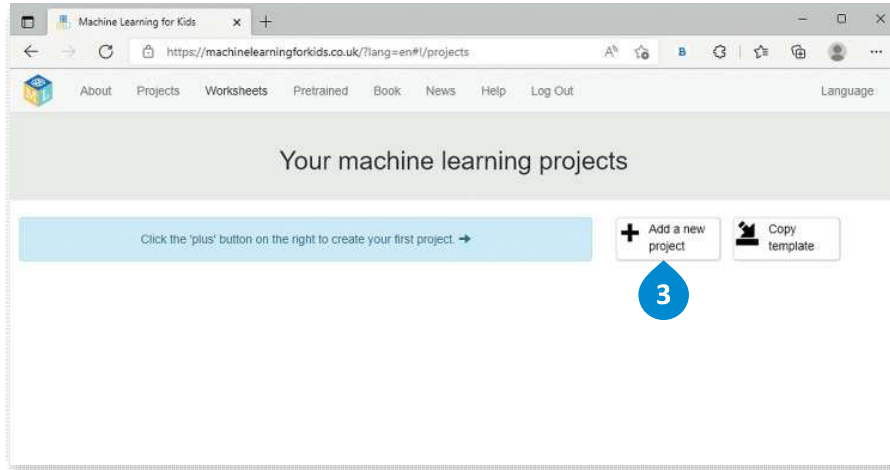 Machine Learning for Kids
https://machinelearningforkids.co.uk/?lang=en#!/projects
About Projects Worksheets Pretrained Book News Help Log Out Language
Your machine learning projects
Click the 'plus' button on the right to create your first project. →
Add a new
project
Copy
template
3